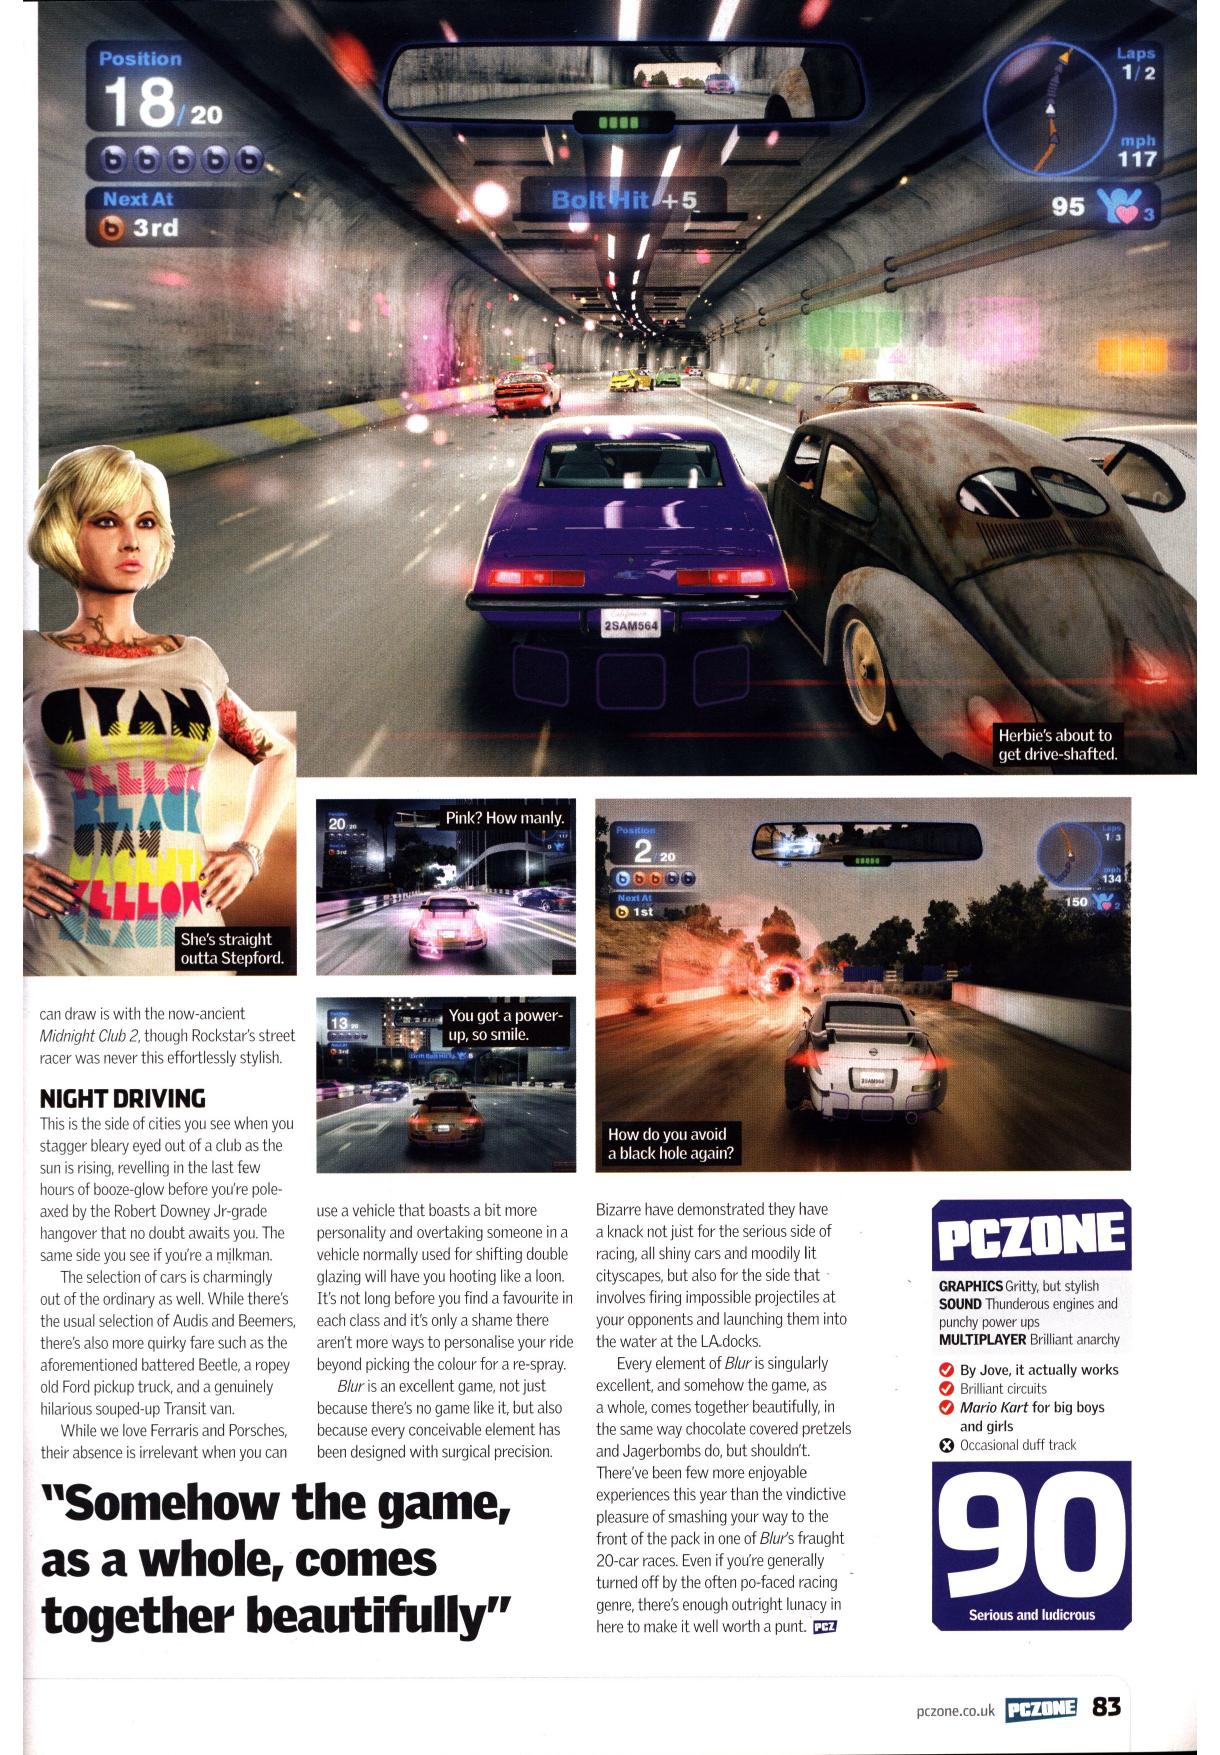 Position
18/20
Next At
3rd
Bolt Hit +5
Laps
1/2
mph
117
95
3
California
2SAM564
Herbie's about to
get drive-shafted.
CYAN
YELLOW
BLACK
CYAN
MAGENTA
YELLOW
BLACK
She's straight
outta Stepford.
20/20
3rd
Pink? How manly.
13/20
3rd
You got a power-
up, so smile.
Position
2/20
Next At
1st
Laps
1/3
mph
134
150
2
2SAM564
How do you avoid
a black hole again?
can draw is with the now-ancient
Midnight Club 2, though Rockstar's street
racer was never this effortlessly stylish.
NIGHT DRIVING
This is the side of cities you see when you
stagger bleary eyed out of a club as the
sun is rising, revelling in the last few
hours of booze-glow before you're pole-
axed by the Robert Downey Jr-grade
hangover that no doubt awaits you. The
same side you see if you're a milkman.
The selection of cars is charmingly
out of the ordinary as well. While there's
the usual selection of Audis and Beemers,
there's also more quirky fare such as the
aforementioned battered Beetle, a ropey
old Ford pickup truck, and a genuinely
hilarious souped-up Transit van.
While we love Ferraris and Porsches,
their absence is irrelevant when you can
use a vehicle that boasts a bit more
personality and overtaking someone in a
vehicle normally used for shifting double
glazing will have you hooting like a loon.
It's not long before you find a favourite in
each class and it's only a shame there
aren't more ways to personalise your ride
beyond picking the colour for a re-spray.
Blur is an excellent game, not just
because there's no game like it, but also
because every conceivable element has
been designed with surgical precision.
"Somehow the game,
as a whole, comes
together beautifully"
Bizarre have demonstrated they have
a knack not just for the serious side of
racing, all shiny cars and moodily lit
cityscapes, but also for the side that
involves firing impossible projectiles at
your opponents and launching them into
the water at the LA docks.
Every element of Blur is singularly
excellent, and somehow the game, as
a whole, comes together beautifully, in
the same way chocolate covered pretzels
and Jagerbombs do, but shouldn't.
There've been few more enjoyable
experiences this year than the vindictive
pleasure of smashing your way to the
front of the pack in one of Blur's fraught
20-car races. Even if you're generally
turned off by the often po-faced racing
genre, there's enough outright lunacy in
here to make it well worth a punt. PCZ
PCZONE
GRAPHICS Gritty, but stylish
SOUND Thunderous engines and
punchy power ups
MULTIPLAYER Brilliant anarchy
By Jove, it actually works
Brilliant circuits
Mario Kart for big boys
and girls
Occasional duff track
90
Serious and ludicrous
pczone.co.uk PCZONE 83